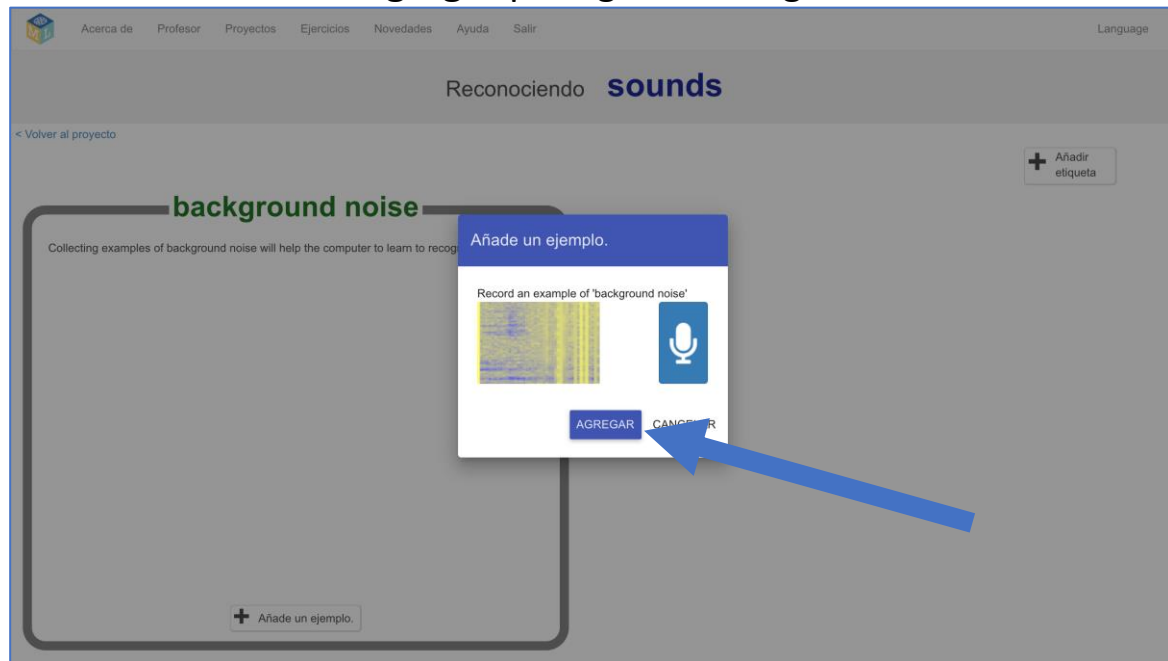 Acerca de Profesor Proyectos Ejercicios Novedades Ayuda Salir Language
Reconociendo sounds
< Volver al proyecto
Añadir
etiqueta
background noise
Collecting examples of background noise will help the computer to learn to
Añade un ejemplo.
Record an example of 'background noise'
AGREGAR
Añade un ejemplo.